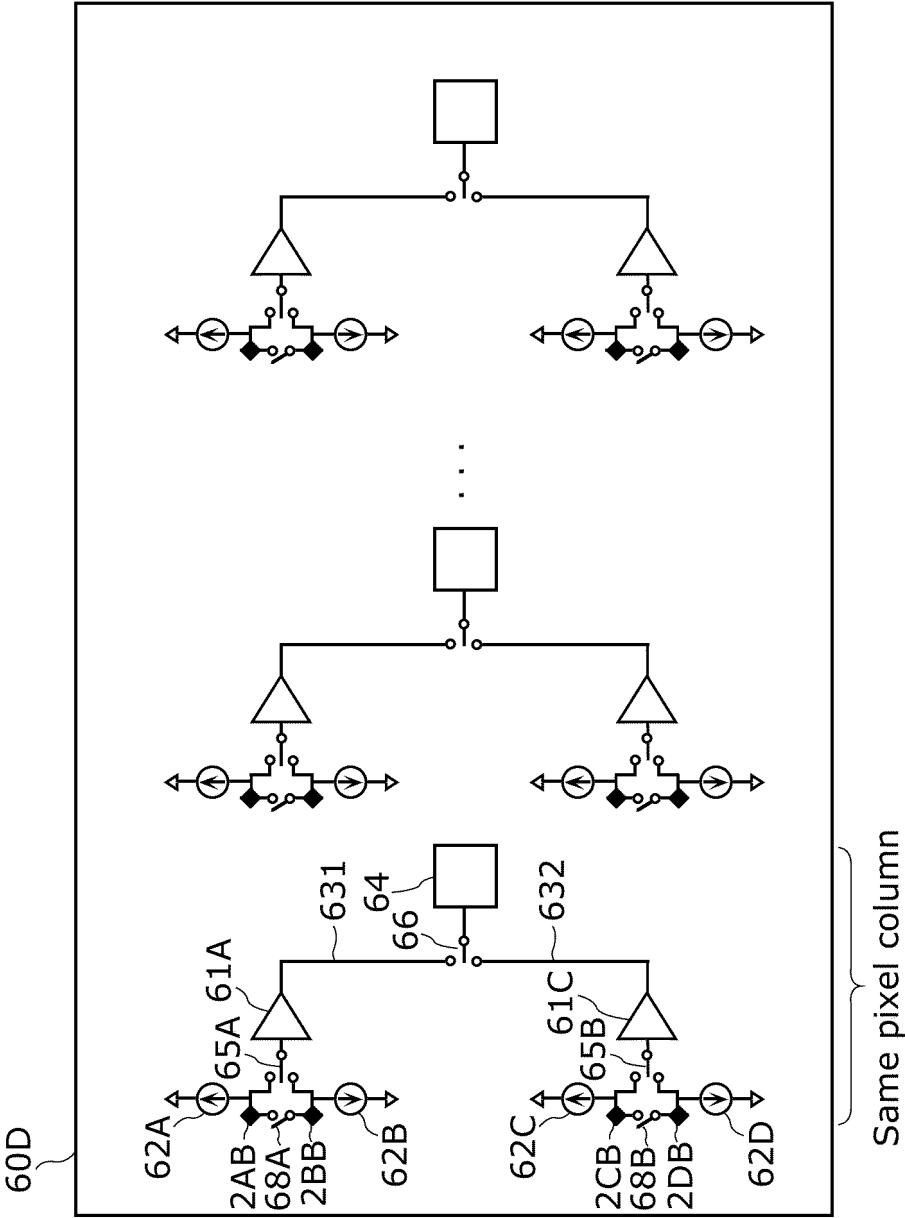 60D
62A
2AB
68A
2BB
62B
65A
61A
631
64
66
632
61C
65B
62C
2CB
68B
2DB
62D
. . .
Same pixel column